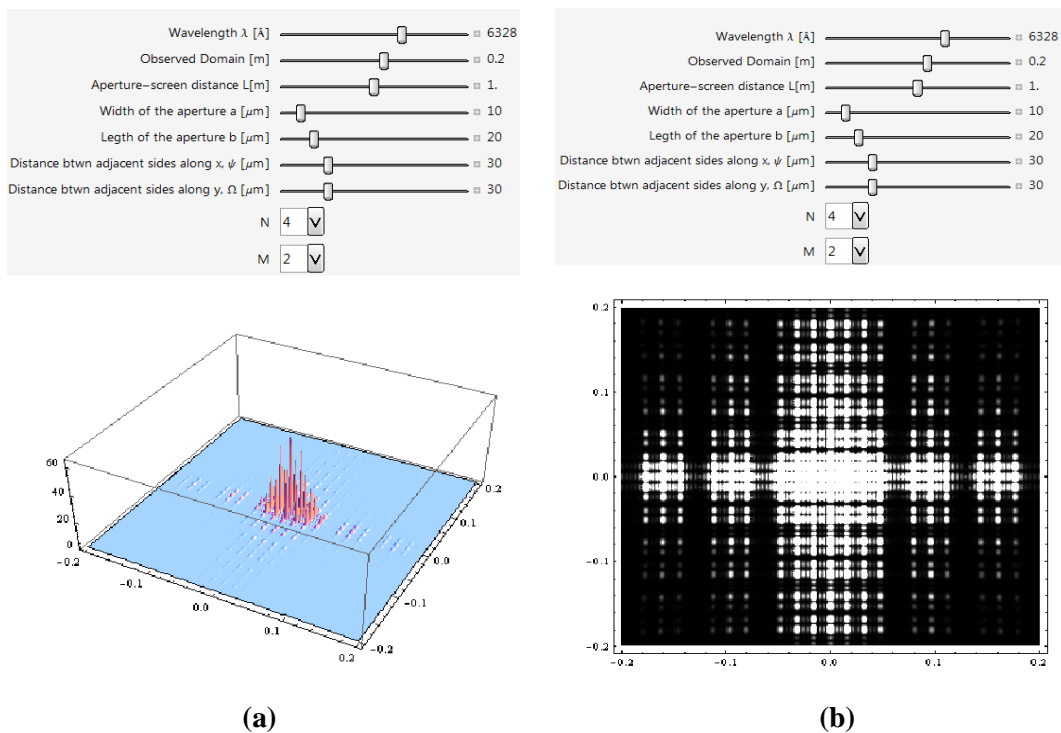 Wavelength λ [Å] 6328
Observed Domain [m] 0.2
Aperture-screen distance L[m] 1.
Width of the aperture a [μm] 10
Legth of the aperture b [μm] 20
Distance btwn adjacent sides along x, ψ [μm] 30
Distance btwn adjacent sides along y, Ω [μm] 30
N 4
M 2
60
40
20
0
-0.2
-0.1
0.0
0.1
0.2
-0.2
-0.1
0.0
0.1
0.2
(a)
Wavelength λ [Å] 6328
Observed Domain [m] 0.2
Aperture-screen distance L[m] 1.
Width of the aperture a [μm] 10
Legth of the aperture b [μm] 20
Distance btwn adjacent sides along x, ψ [μm] 30
Distance btwn adjacent sides along y, Ω [μm] 30
N 4
M 2
0.2
0.1
0.0
-0.1
-0.2
-0.2 -0.1 0.0 0.1 0.2
(b)